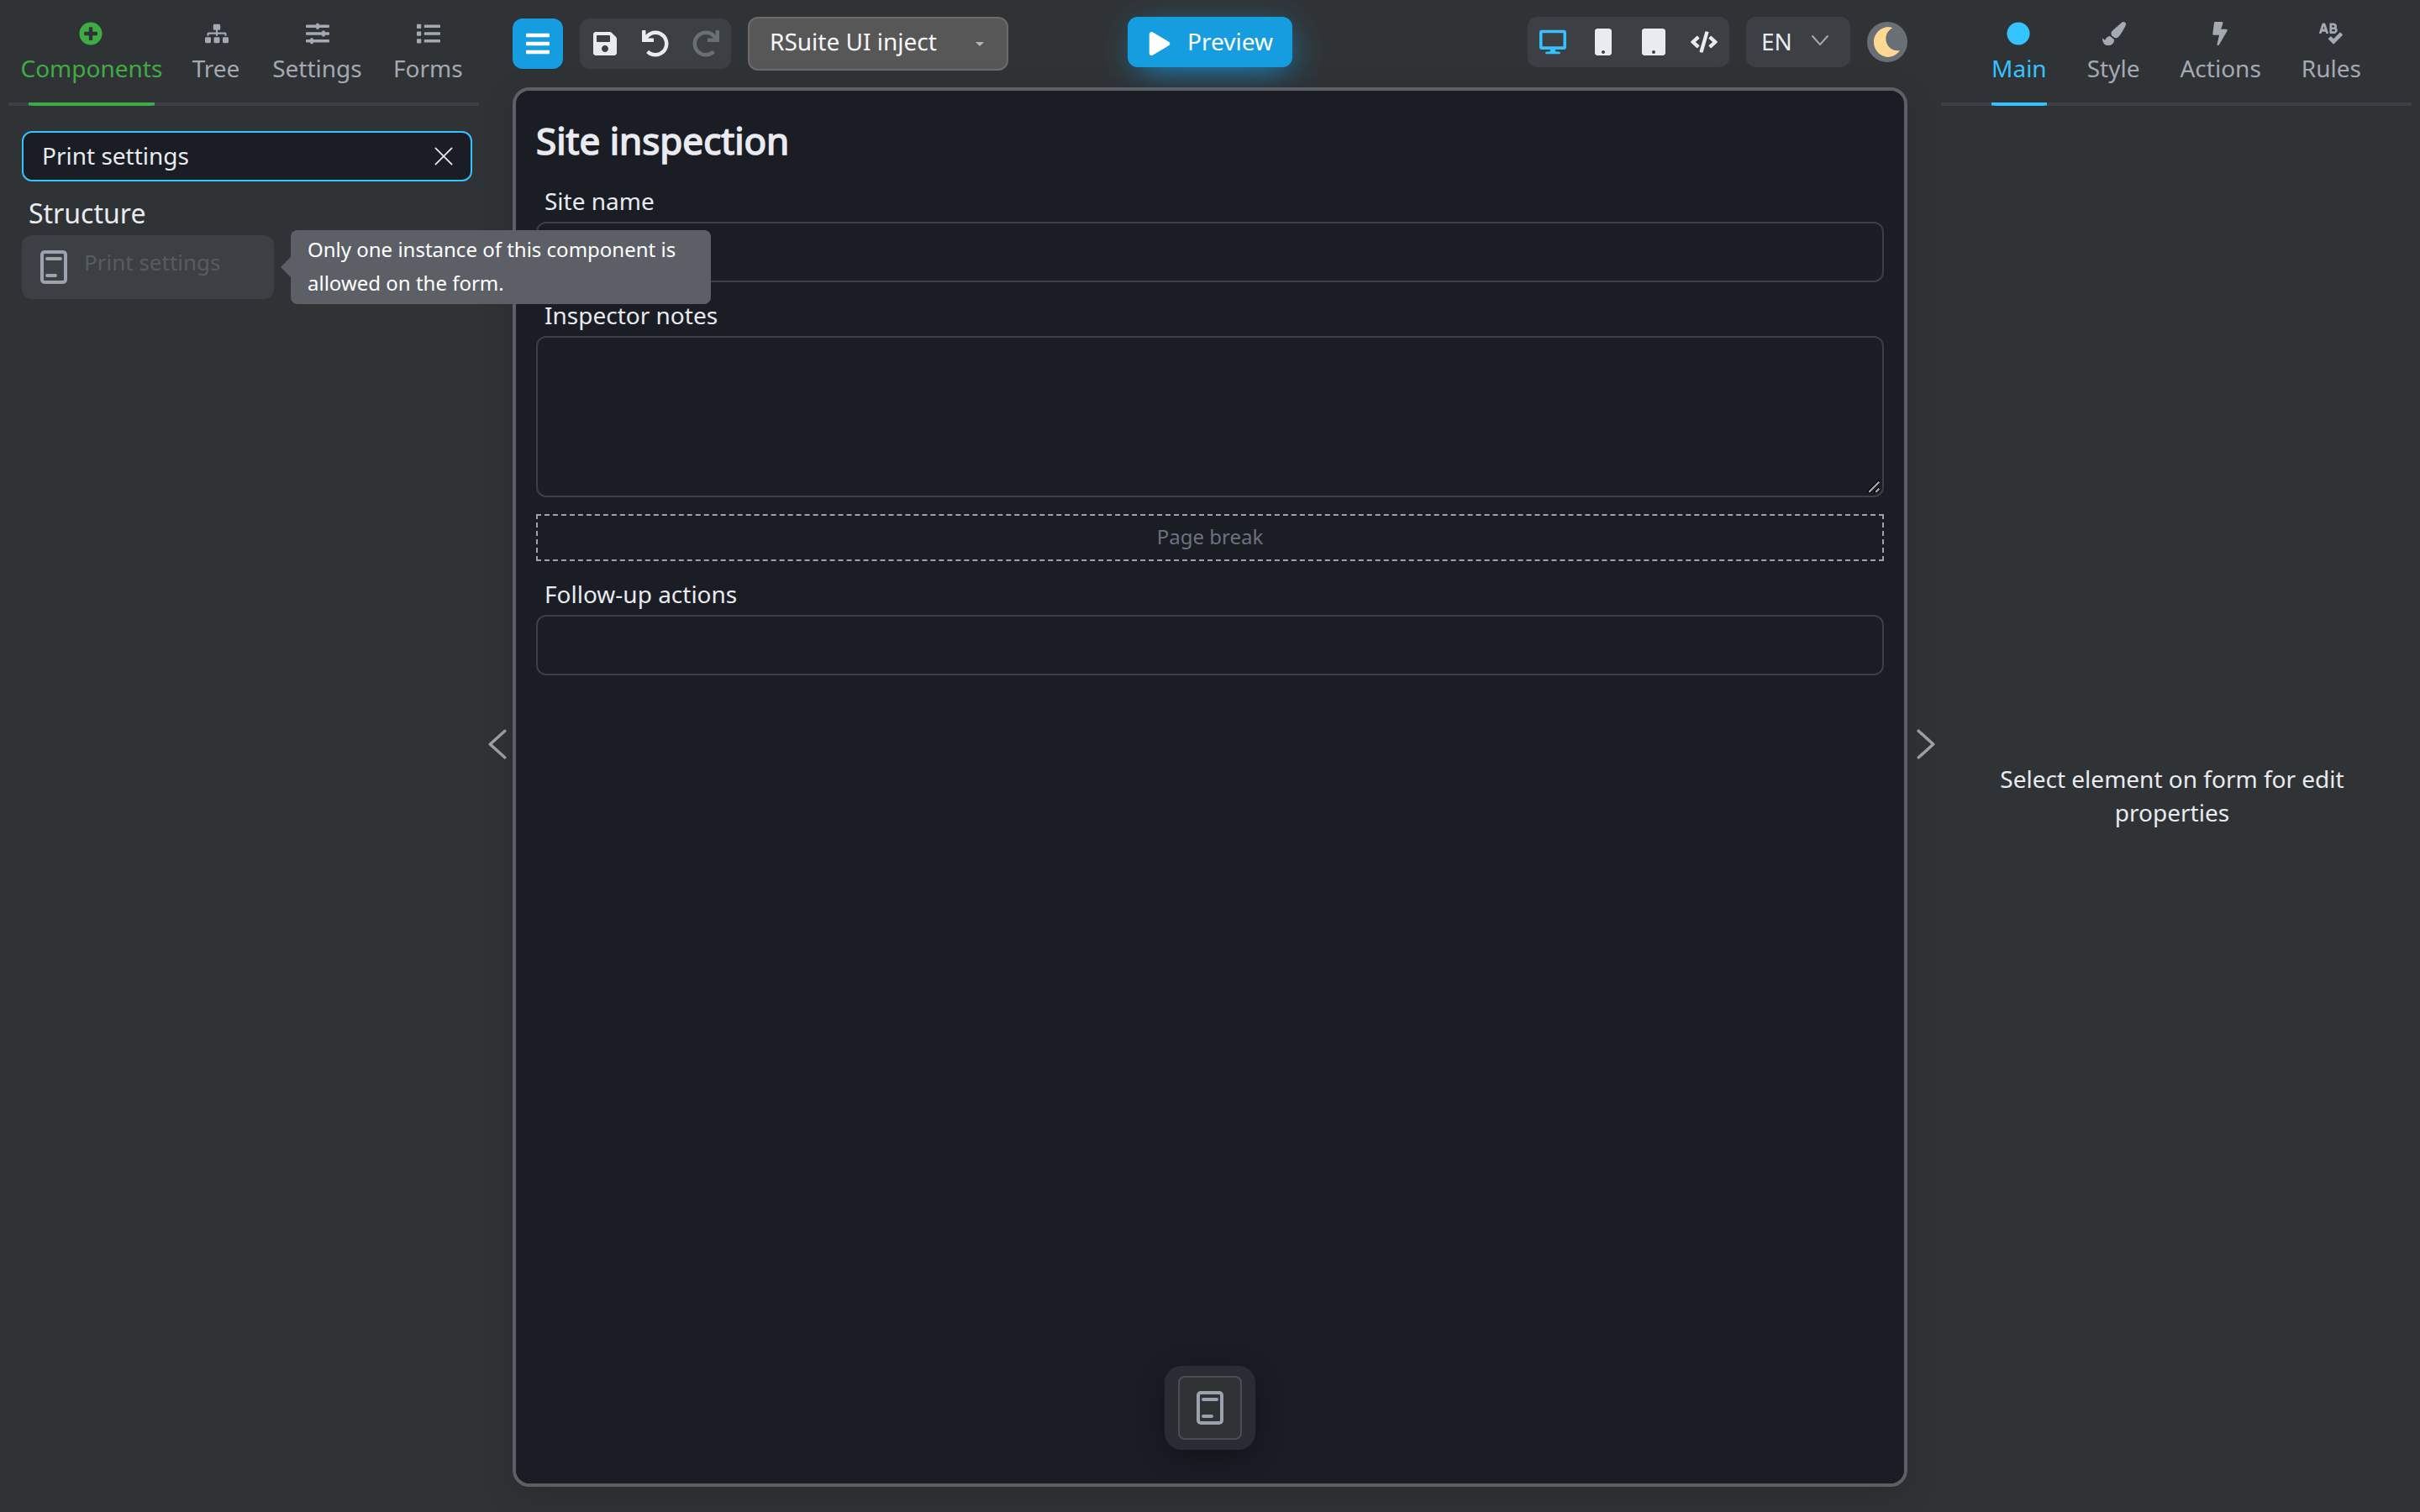 Components
Tree
Settings
Forms
RSuite UI inject
Preview
EN
Main
Style
Actions
AB
Rules
Print settings
Structure
Print settings
Only one instance of this component is
allowed on the form.
Site inspection
Site name
Inspector notes
Page break
Follow-up actions
Select element on form for edit
properties